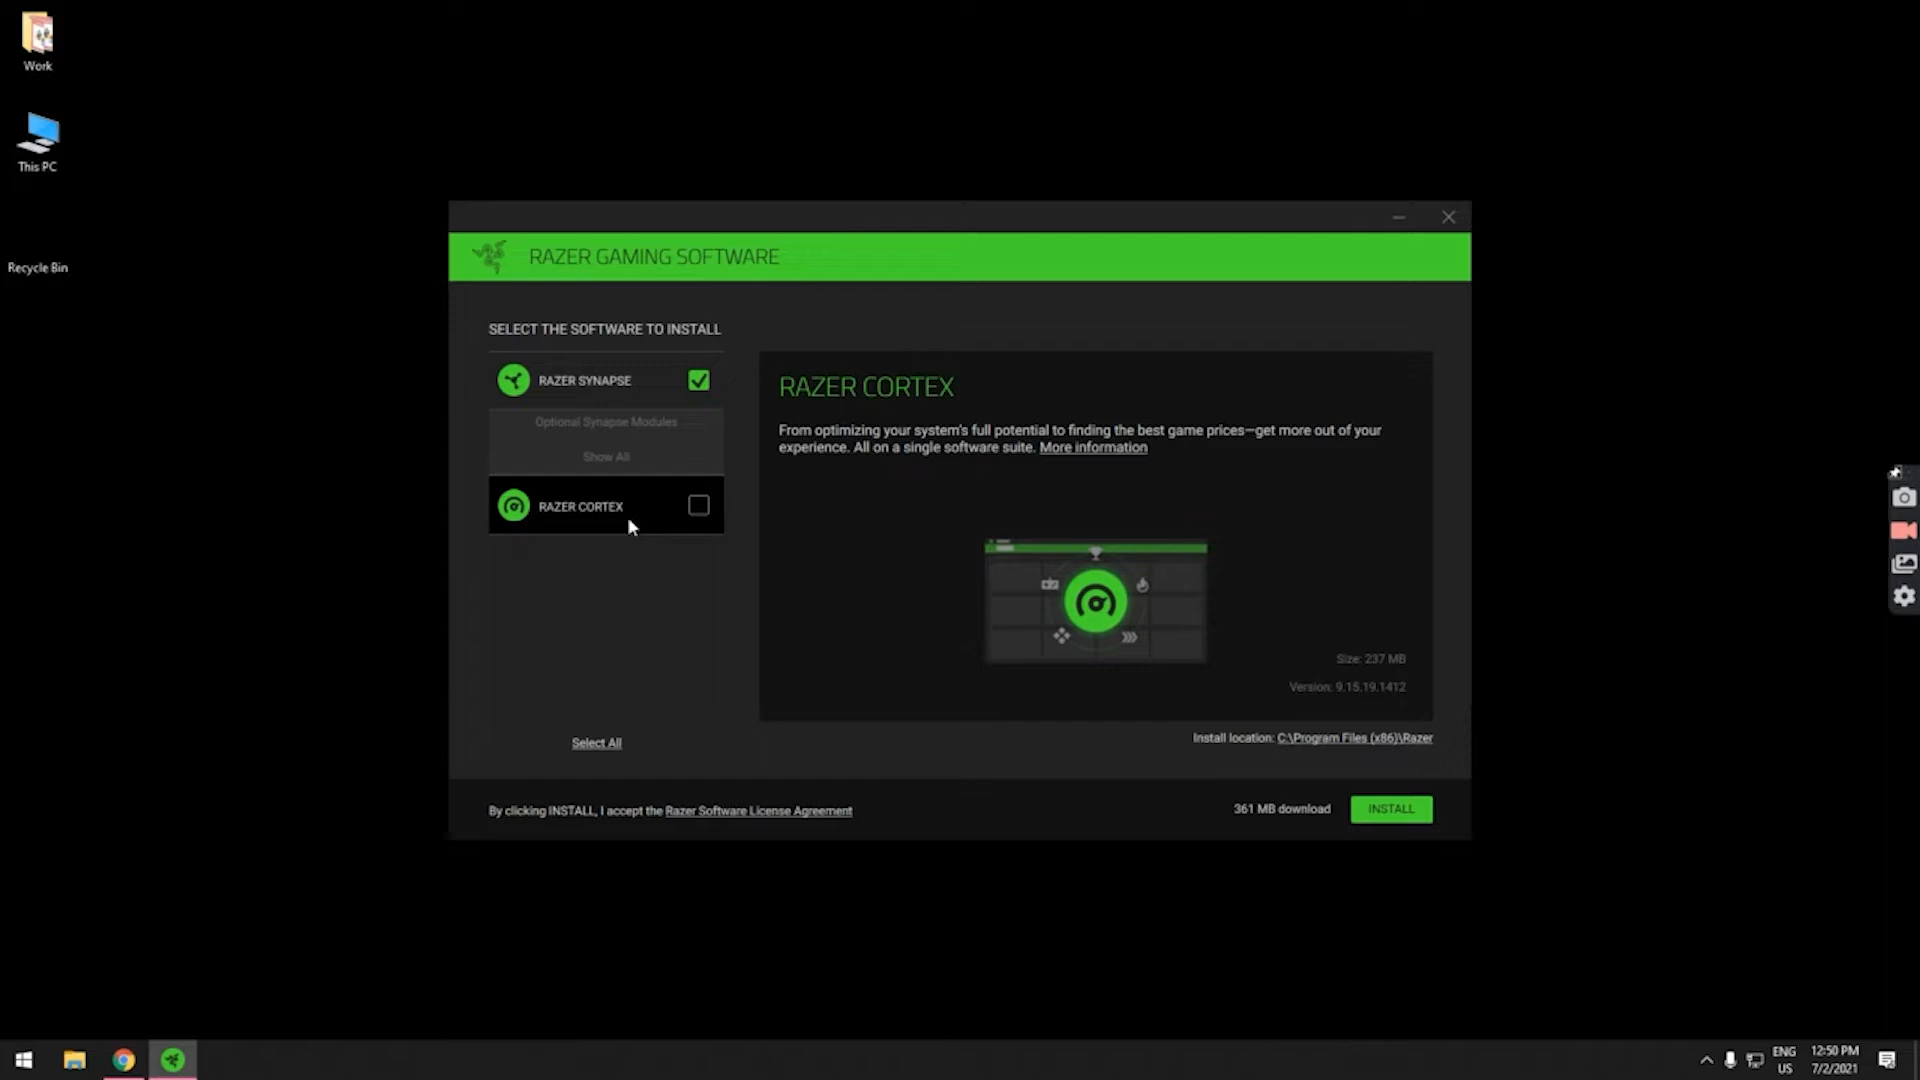 Work
This PC
Recycle Bin
RAZER GAMING SOFTWARE
SELECT THE SOFTWARE TO INSTALL
RAZER SYNAPSE
Optional Synapse Modules
Show All
RAZER CORTEX
Select All
RAZER CORTEX
From optimizing your system's full potential to finding the best game prices—get more out of your
experience. All on a single software suite. More information
Size: 237 MB
Version: 9.15.19.1412
Install location: C:\Program Files (x86)\Razer
By clicking INSTALL, I accept the Razer Software License Agreement
361 MB download
INSTALL
ENG
US
12:50 PM
7/2/2021